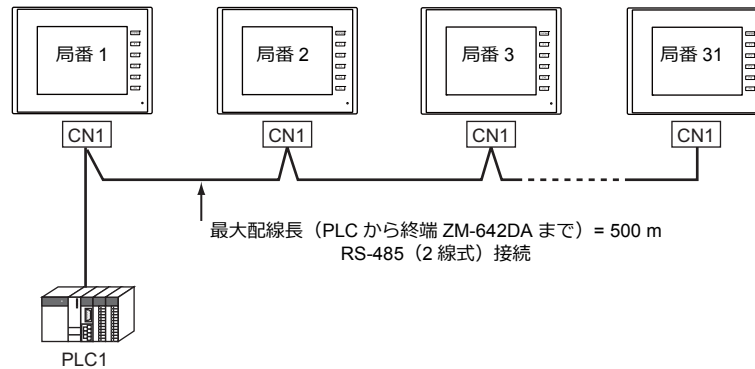 局番 1
局番 2
局番 3
局番 31
CN1
CN1
CN1
CN1
最大配線長（PLC から終端 ZM-642DA まで）= 500 m
RS-485（2 線式）接続
PLC1